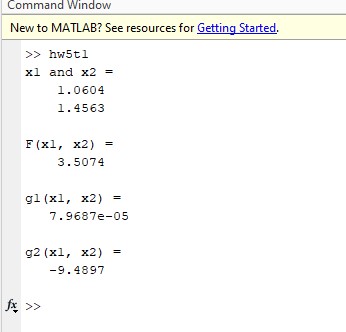 Command Window
New to MATLAB? See resources for Getting Started.
>> hw5t1
x1 and x2 =
1.0604
1.4563
F(x1, x2) =
3.5074
g1(x1, x2) =
7.9687e-05
g2(x1, x2) =
-9.4897
fx >>